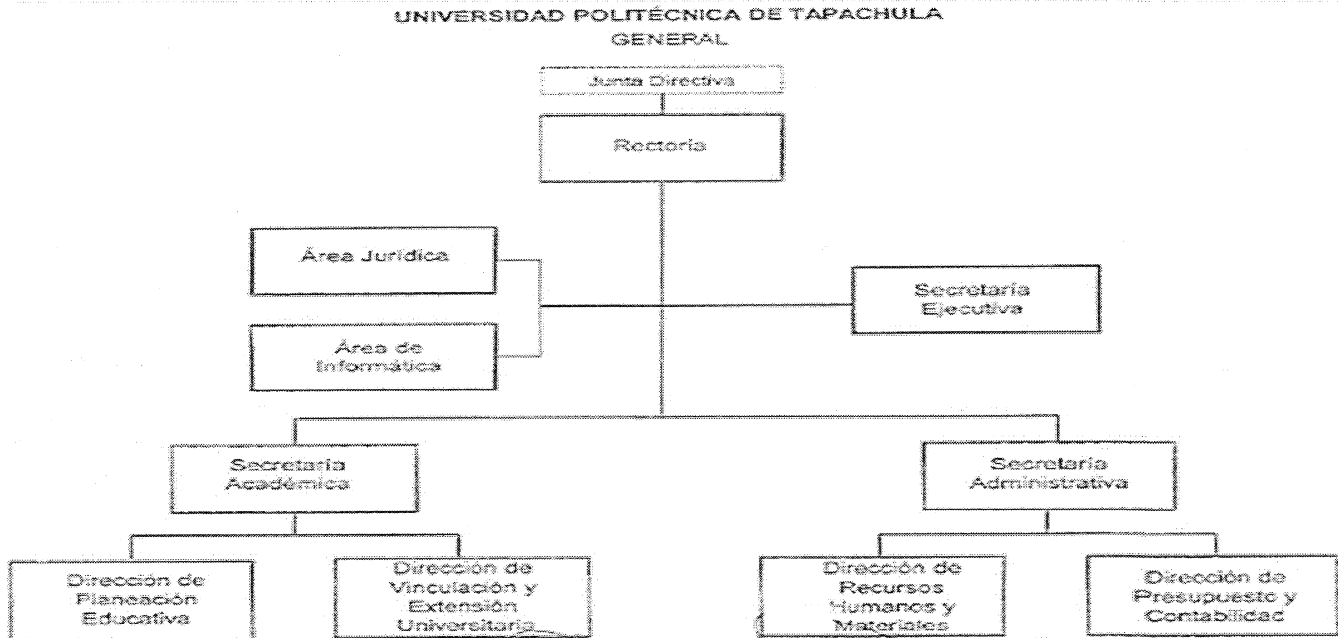 UNIVERSIDAD POLITÉCNICA DE TAPACHULA
GENERAL
Junta Directiva
Rectoría
Área Jurídica
Secretaría
Ejecutiva
Área de
Informática
Secretaría
Académica
Secretaría
Administrativa
Dirección de
Planeación
Educativa
Dirección de
Vinculación y
Extensión
Universitaria
Dirección de
Recursos
Humanos y
Materiales
Dirección de
Presupuesto y
Contabilidad